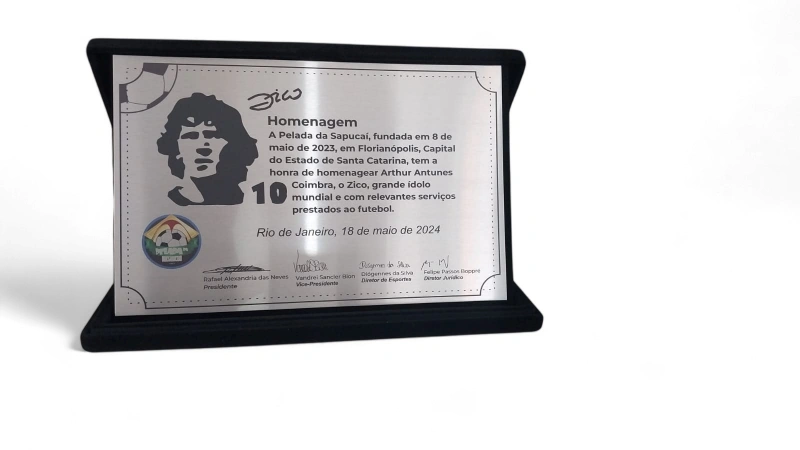 Zico
Homenagem
A Pelada da Sapucaí, fundada em 8 de
maio de 2023, em Florianópolis, Capital
do Estado de Santa Catarina, tem a
honra de homenagear Arthur Antunes
Coimbra, o Zico, grande ídolo
mundial e com relevantes serviços
prestados ao futebol.
10
Rio de Janeiro, 18 de maio de 2024
Rafael Alexandria das Neves
Presidente
Vandrei Sancler Bion
Vice-Presidente
Diógennes da Silva
Diretor de Esportes
Felipe Passos Boppré
Diretor Jurídico